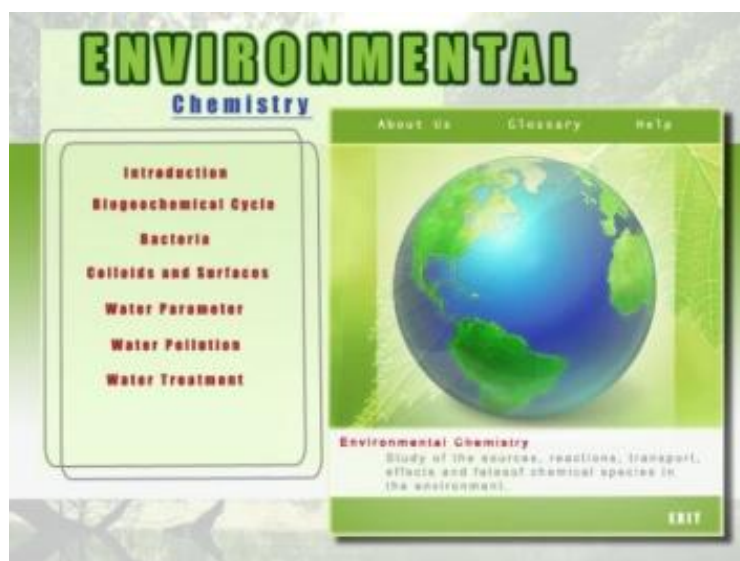 ENVIRONMENTAL
Chemistry
About Us Glossary Help
Introduction
Biogeochemical Cycle
Bacteria
Colloids and Surfaces
Water Parameter
Water Pollution
Water Treatment
Environmental Chemistry
Study of the sources, reactions, transport,
effects and fatesof chemical species in
the environment.
EXIT